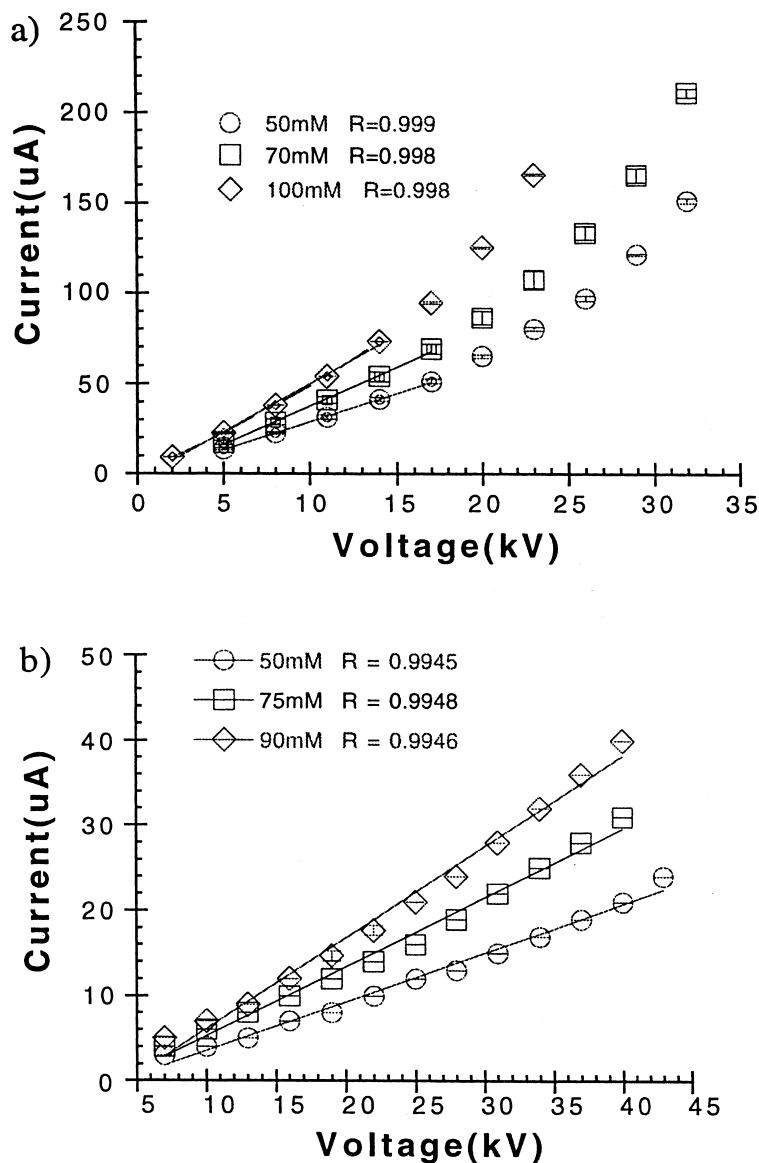 a)
250
200
150
100
50
0
Current(uA)
50mM R=0.999
70mM R=0.998
100mM R=0.998
0 5 10 15 20 25 30 35
Voltage(kV)
b)
50
40
30
20
10
0
Current(uA)
50mM R = 0.9945
75mM R = 0.9948
90mM R = 0.9946
5 10 15 20 25 30 35 40 45
Voltage(kV)